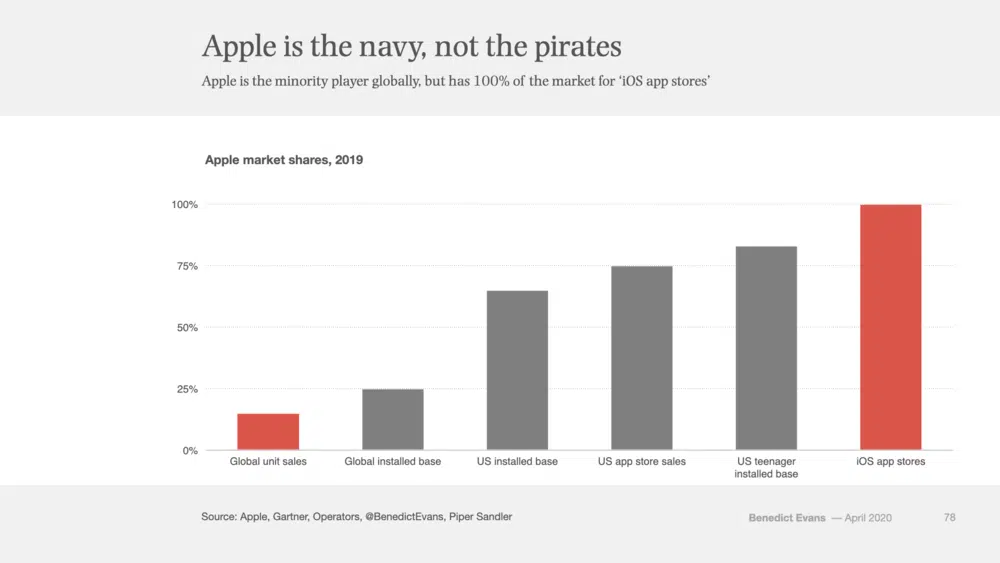 Apple is the navy, not the pirates
Apple is the minority player globally, but has 100% of the market for ‘iOS app stores’
Apple market shares, 2019
100%
75%
50%
25%
0%
Global unit sales
Global installed base
US installed base
US app store sales
US teenager
installed base
iOS app stores
Source: Apple, Gartner, Operators, @BenedictEvans, Piper Sandler
Benedict Evans — April 2020
78